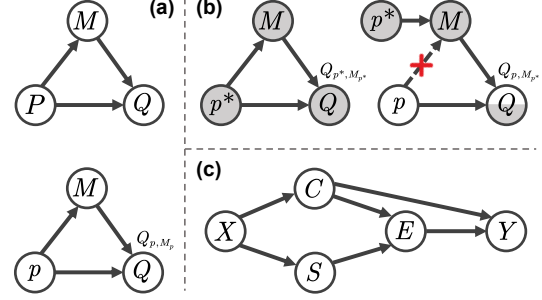 (a)
M
P
Q
M
Q_{p,M_p}
p
Q
(b)
M
Q_{p*,M_{p*}}
p*
Q
p*
M
Q_{p,M_{p*}}
p
Q
(c)
X
C
S
E
Y